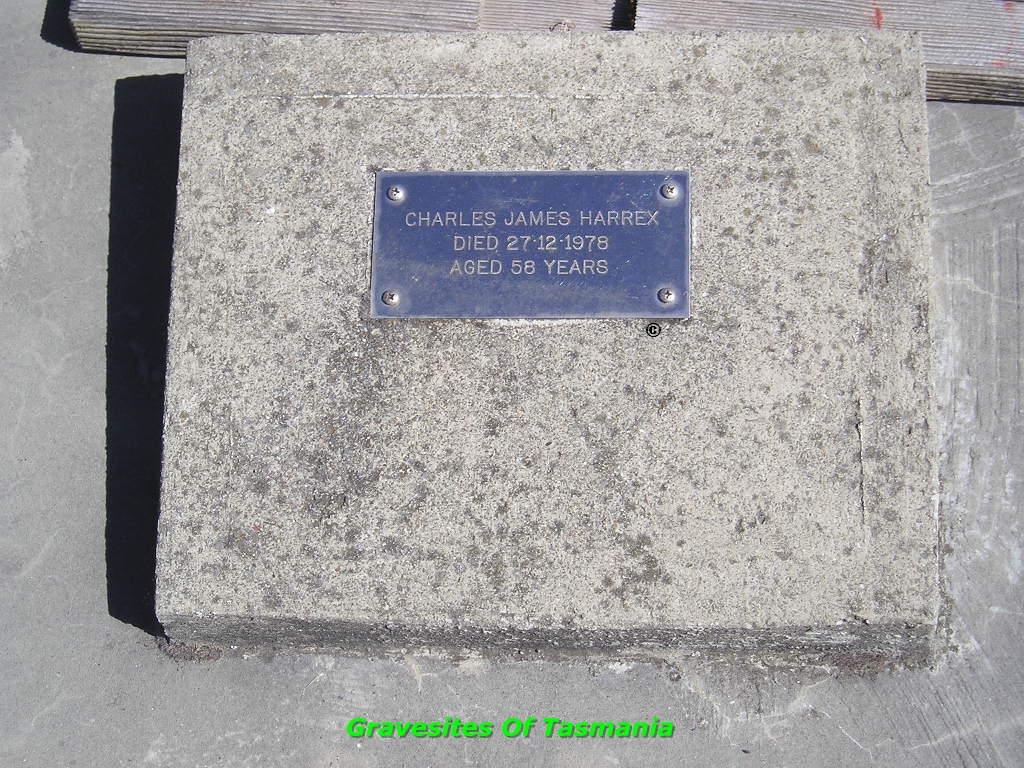 CHARLES JAMES HARREX
DIED 27·12·1978
AGED 58 YEARS
©
Gravesites Of Tasmania